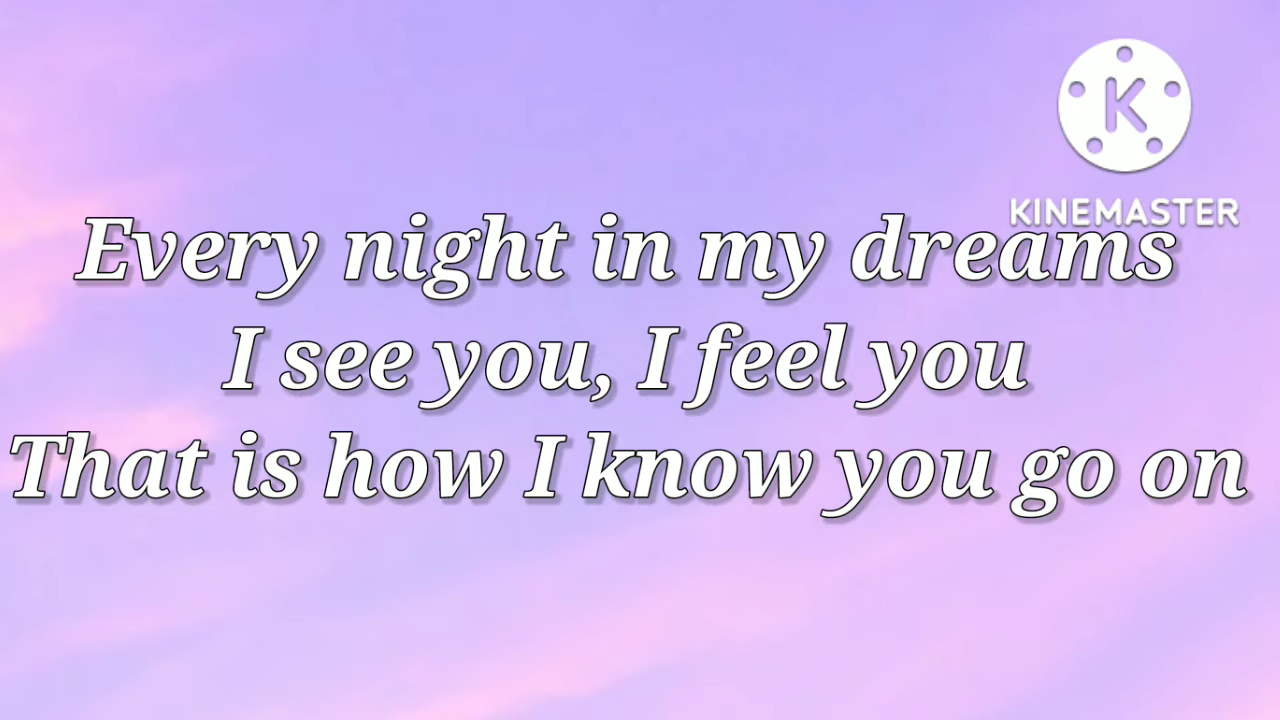 K
KINEMASTER
Every night in my dreams
I see you, I feel you
That is how I know you go on